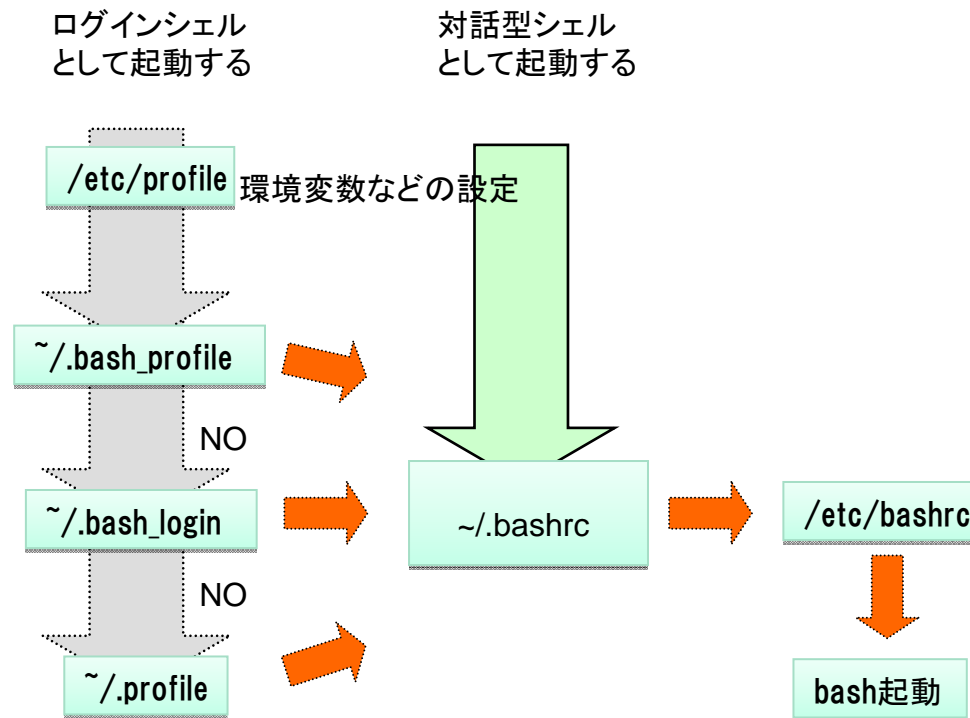 ログインシェル
として起動する
対話型シェル
として起動する
/etc/profile
環境変数などの設定
~/.bash_profile
NO
~/.bash_login
NO
~/.profile
~/.bashrc
/etc/bashrc
bash起動